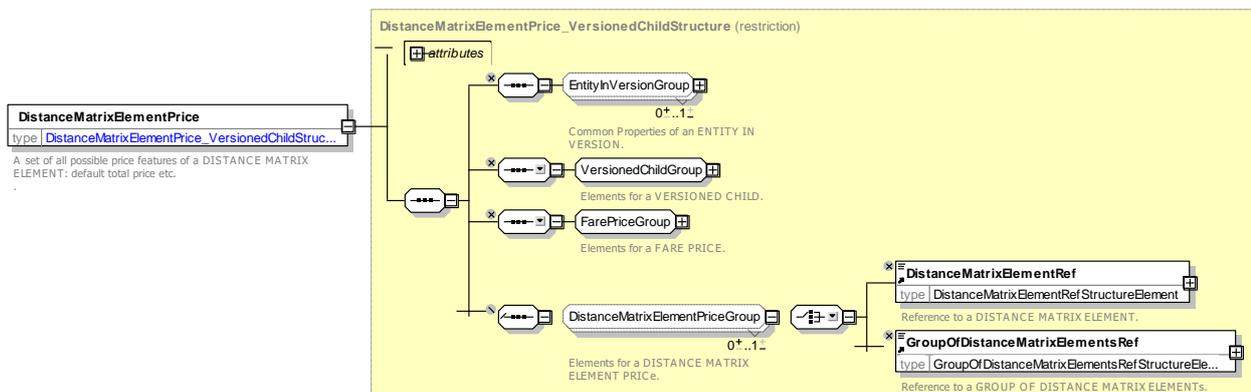 DistanceMatrixElementPrice_VersionedChildStructure (restriction)
attributes
EntityInVersionGroup
0..1
Common Properties of an ENTITY IN
VERSION.
DistanceMatrixElementPrice
type DistanceMatrixElementPrice_VersionedChildStruc...
A set of all possible price features of a DISTANCE MATRIX
ELEMENT: default total price etc.
.
VersionedChildGroup
Elements for a VERSIONED CHILD.
FarePriceGroup
Elements for a FARE PRICE.
DistanceMatrixElementPriceGroup
0..1
Elements for a DISTANCE MATRIX
ELEMENT PRICe.
DistanceMatrixElementRef
type DistanceMatrixElementRefStructureElement
Reference to a DISTANCE MATRIX ELEMENT.
GroupOfDistanceMatrixElementsRef
type GroupOfDistanceMatrixElementsRefStructureEle...
Reference to a GROUP OF DISTANCE MATRIX ELEMENTs.